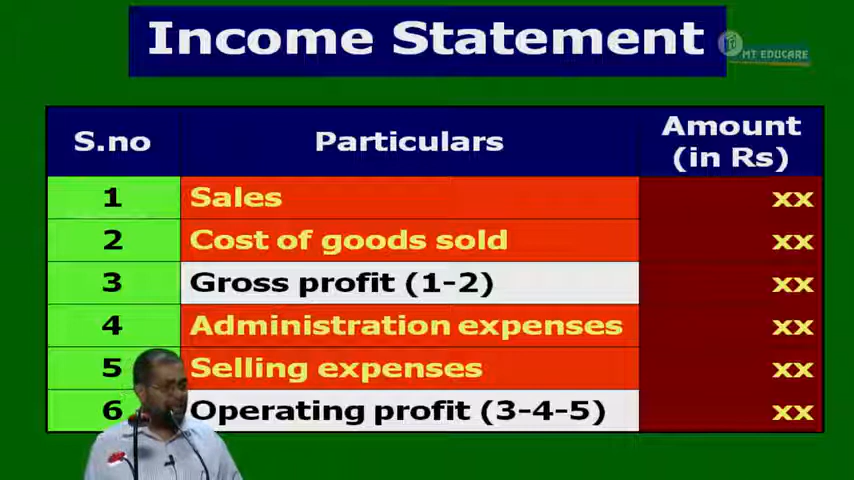 Income Statement
MT EDUCARE
S.no Particulars Amount (in Rs)
1 Sales xx
2 Cost of goods sold xx
3 Gross profit (1-2) xx
4 Administration expenses xx
5 Selling expenses xx
6 Operating profit (3-4-5) xx